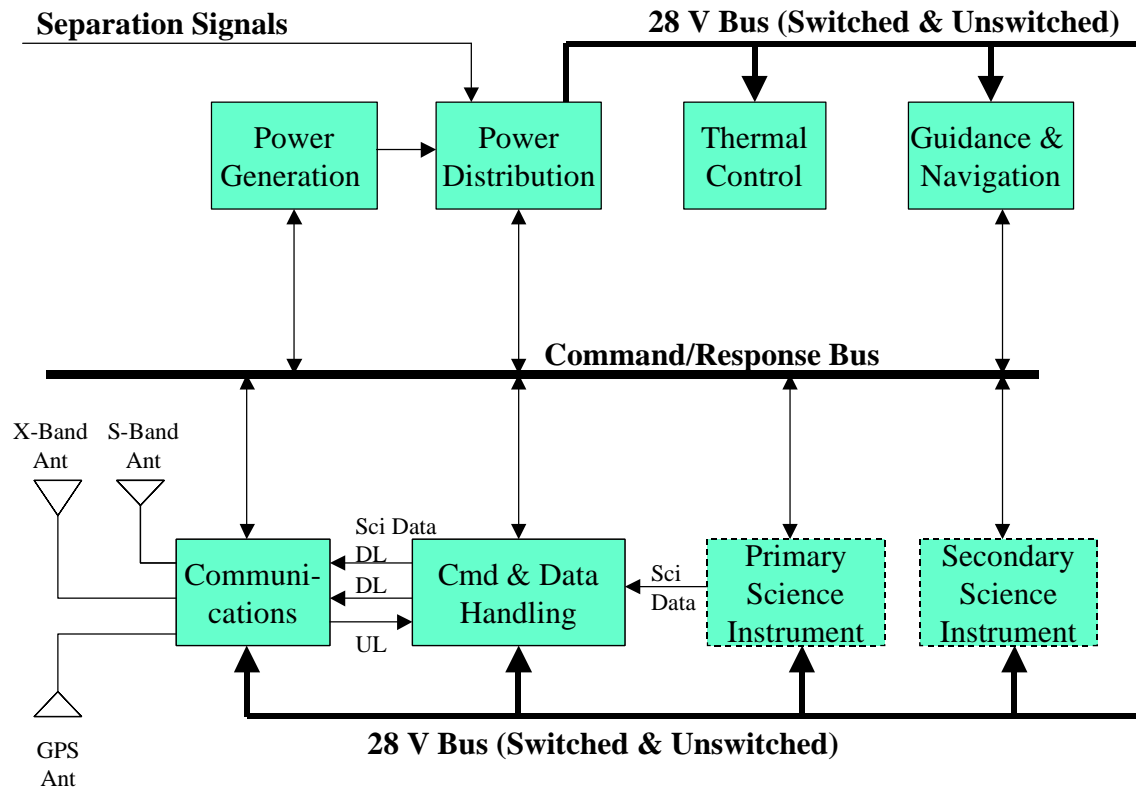 Separation Signals
28 V Bus (Switched & Unswitched)
Power
Generation
Power
Distribution
Thermal
Control
Guidance &
Navigation
Command/Response Bus
X-Band
Ant
S-Band
Ant
Communi-
cations
Sci Data
DL
DL
UL
Cmd & Data
Handling
Sci
Data
Primary
Science
Instrument
Secondary
Science
Instrument
GPS
Ant
28 V Bus (Switched & Unswitched)